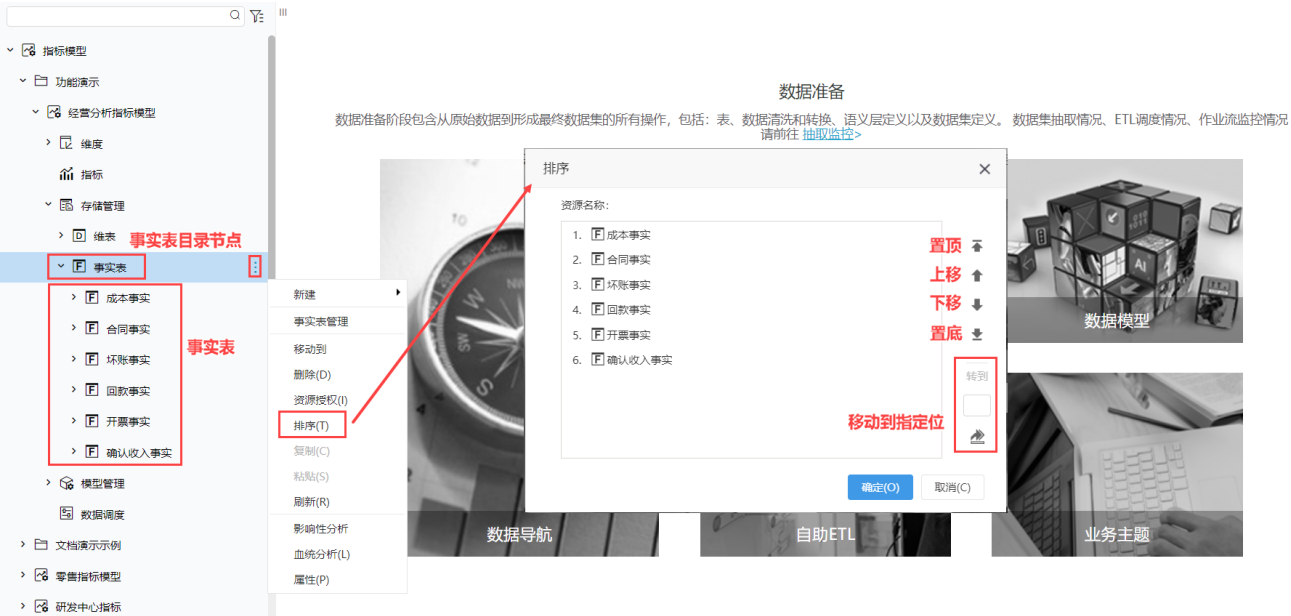 指标模型
功能演示
经营分析指标模型
维度
指标
存储管理
维表
事实表目录节点
事实表
成本事实
合同事实
坏账事实
回款事实
开票事实
确认收入事实
事实表
模型管理
数据调度
文档演示示例
零售指标模型
研发中心指标
新建
事实表管理
移动到
删除(D)
资源授权(I)
排序(T)
复制(C)
粘贴(S)
刷新(R)
影响性分析
血统分析(L)
属性(P)
数据准备
数据准备阶段包含从原始数据到形成最终数据集的所有操作，包括：表、数据清洗和转换、语义层定义以及数据集定义。 数据集抽取情况、ETL调度情况、作业流监控情况
请前往 抽取监控>
排序
资源名称：
1. 成本事实
2. 合同事实
3. 坏账事实
4. 回款事实
5. 开票事实
6. 确认收入事实
置顶
上移
下移
置底
转到
移动到指定位
确定(O)
取消(C)
数据模型
数据导航
自助ETL
业务主题